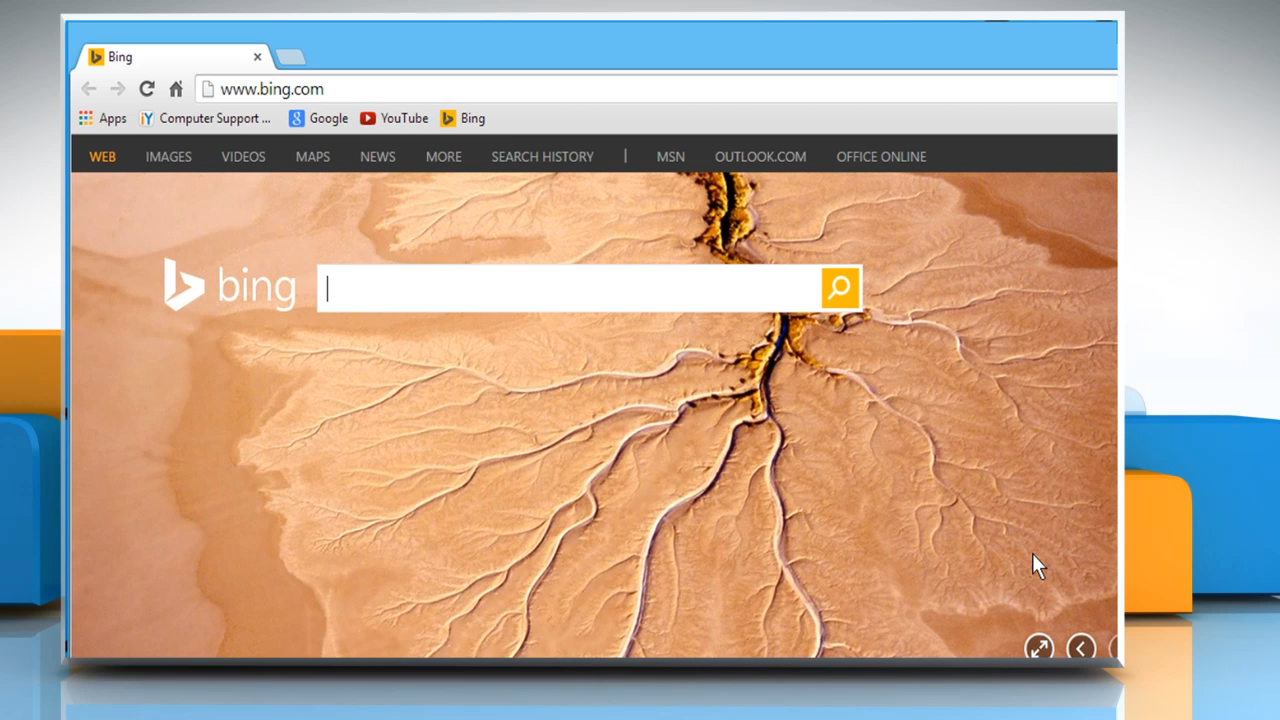 Bing
www.bing.com
Apps Computer Support ... Google YouTube Bing
WEB IMAGES VIDEOS MAPS NEWS MORE SEARCH HISTORY | MSN OUTLOOK.COM OFFICE ONLINE
bing